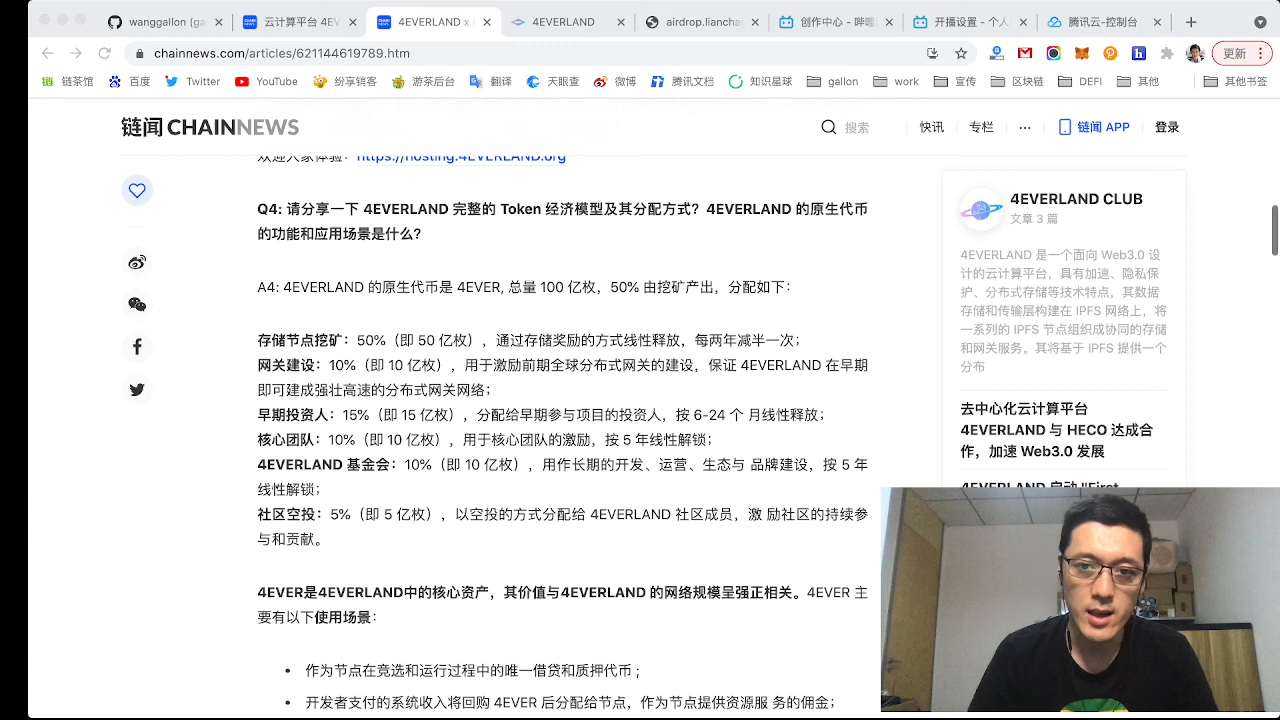 wanggallon (ga
云计算平台 4EV
4EVERLAND x
4EVERLAND
airdrop.liancha
创作中心 - 哔哩
开播设置 - 个人
腾讯云-控制台
chainnews.com/articles/621144619789.htm
更新
链茶馆
百度
Twitter
YouTube
纷享销客
游茶后台
翻译
天眼查
微博
腾讯文档
知识星球
gallon
work
宣传
区块链
DEFI
其他
其他书签
链闻 CHAINNEWS
搜索
快讯
专栏
链闻 APP
登录
欢迎大家体验：https://hosting.4EVERLAND.org
Q4: 请分享一下 4EVERLAND 完整的 Token 经济模型及其分配方式？4EVERLAND 的原生代币
的功能和应用场景是什么?
A4: 4EVERLAND 的原生代币是 4EVER, 总量 100 亿枚，50% 由挖矿产出，分配如下：
存储节点挖矿：50%（即 50 亿枚），通过存储奖励的方式线性释放，每两年减半一次；
网关建设：10%（即 10 亿枚），用于激励前期全球分布式网关的建设，保证 4EVERLAND 在早期
即可建成强壮高速的分布式网关网络；
早期投资人：15%（即 15 亿枚），分配给早期参与项目的投资人，按 6-24 个 月线性释放；
核心团队：10%（即 10 亿枚），用于核心团队的激励，按 5 年线性解锁；
4EVERLAND 基金会：10%（即 10 亿枚），用作长期的开发、运营、生态与 品牌建设，按 5 年
线性解锁；
社区空投：5%（即 5 亿枚），以空投的方式分配给 4EVERLAND 社区成员，激 励社区的持续参
与和贡献。
4EVER是4EVERLAND中的核心资产，其价值与4EVERLAND 的网络规模呈强正相关。4EVER 主
要有以下使用场景：
• 作为节点在竞选和运行过程中的唯一借贷和质押代币；
• 开发者支付的系统收入将回购 4EVER 后分配给节点，作为节点提供资源服 务的佣金；
4EVERLAND CLUB
文章 3 篇
4EVERLAND 是一个面向 Web3.0 设
计的云计算平台，具有加速、隐私保
护、分布式存储等技术特点，其数据
存储和传输层构建在 IPFS 网络上，将
一系列的 IPFS 节点组织成协同的存储
和网关服务。其将基于 IPFS 提供一个
分布
去中心化云计算平台
4EVERLAND 与 HECO 达成合
作，加速 Web3.0 发展
4EVERLAND 启动 "First